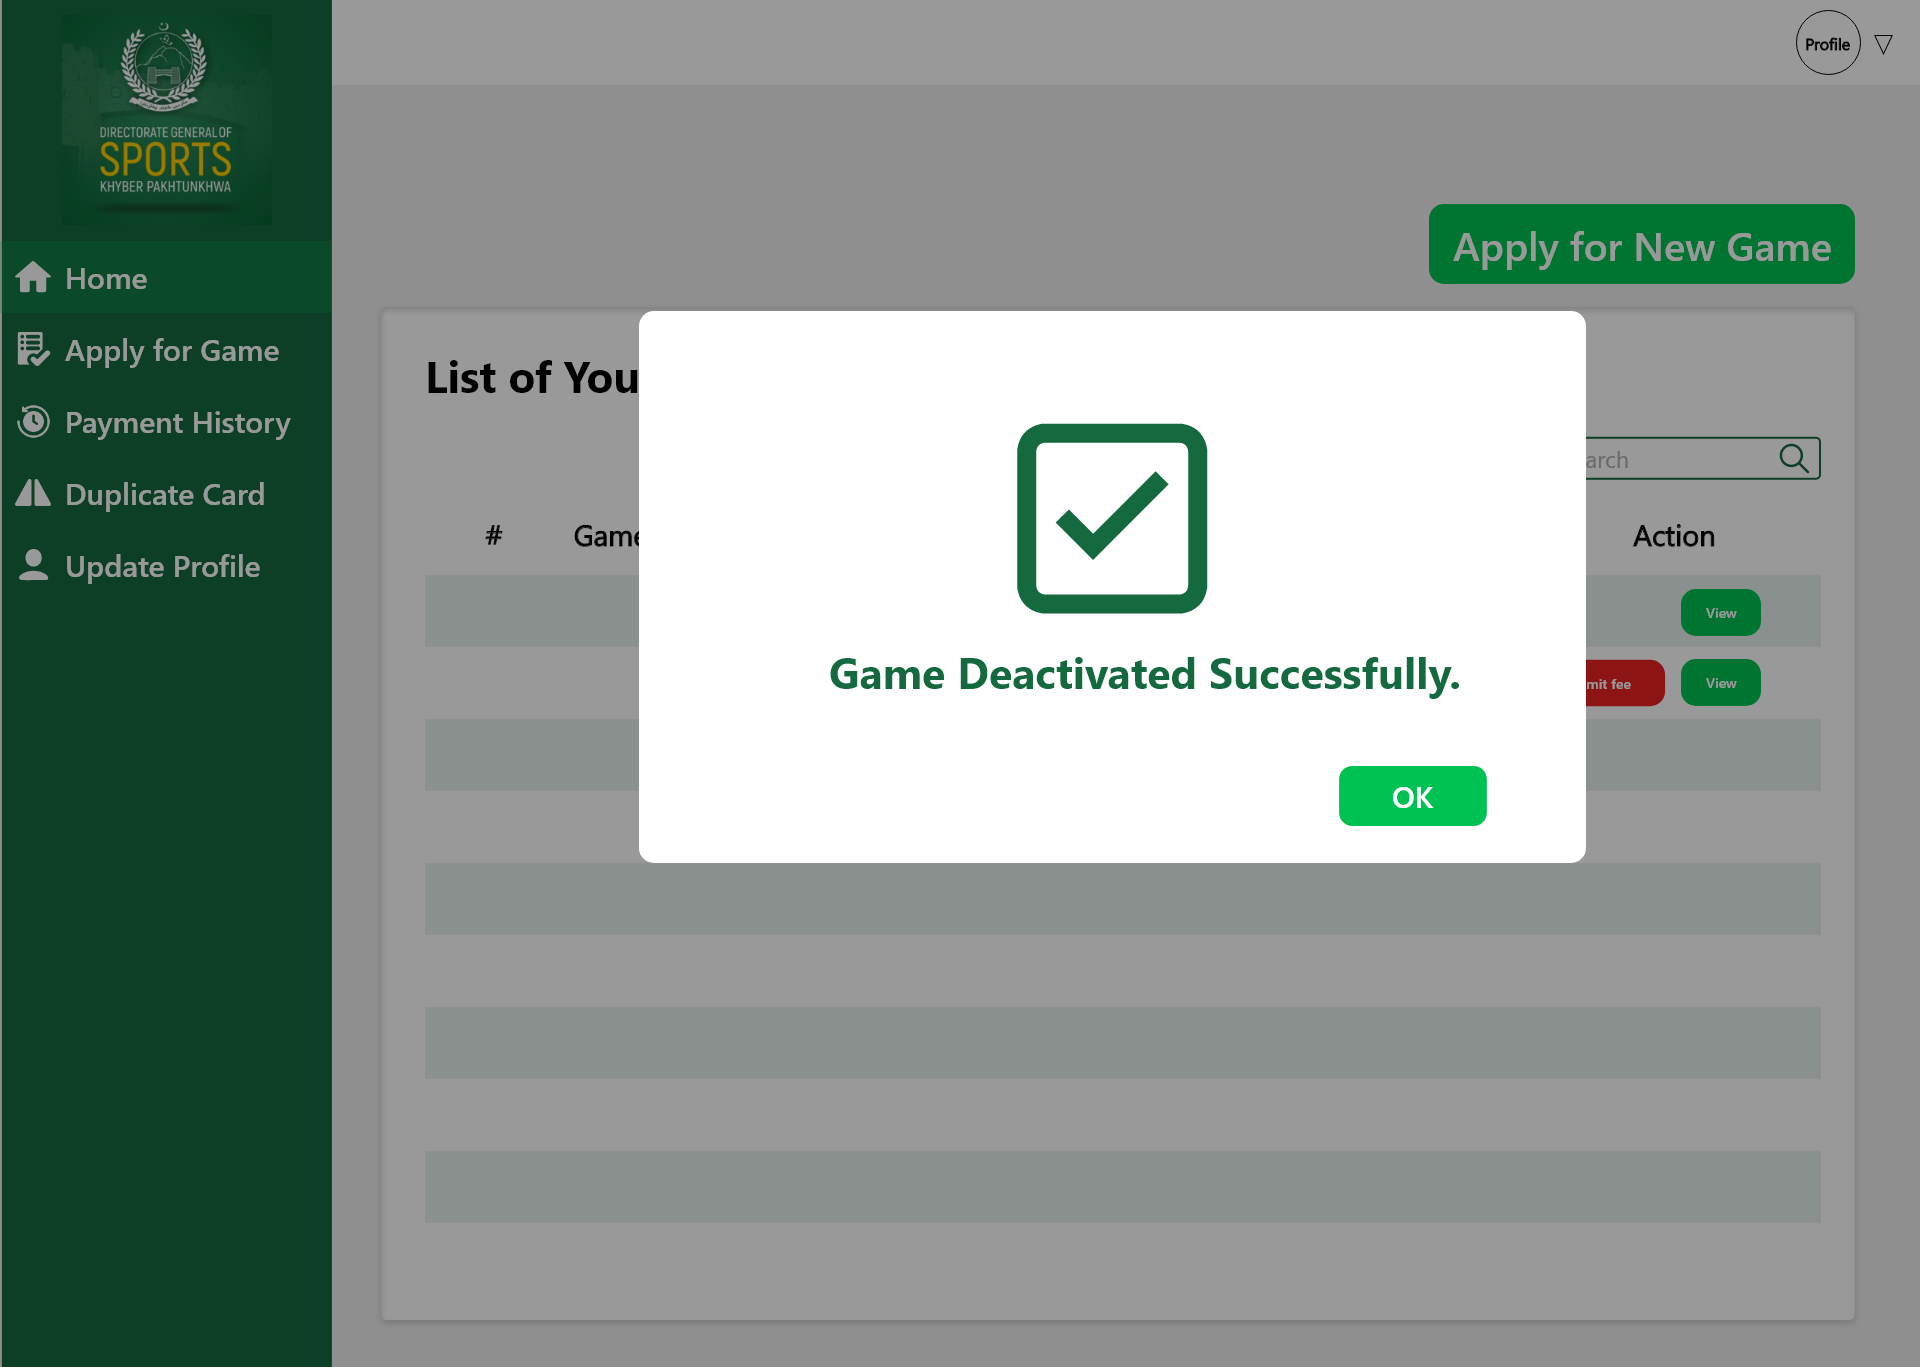 DIRECTORATE GENERAL OF
SPORTS
KHYBER PAKHTUNKHWA
Profile
Home
Apply for Game
Payment History
Duplicate Card
Update Profile
Apply for New Game
List of You
arch
#
Game
Action
View
mit fee
View
Game Deactivated Successfully.
OK